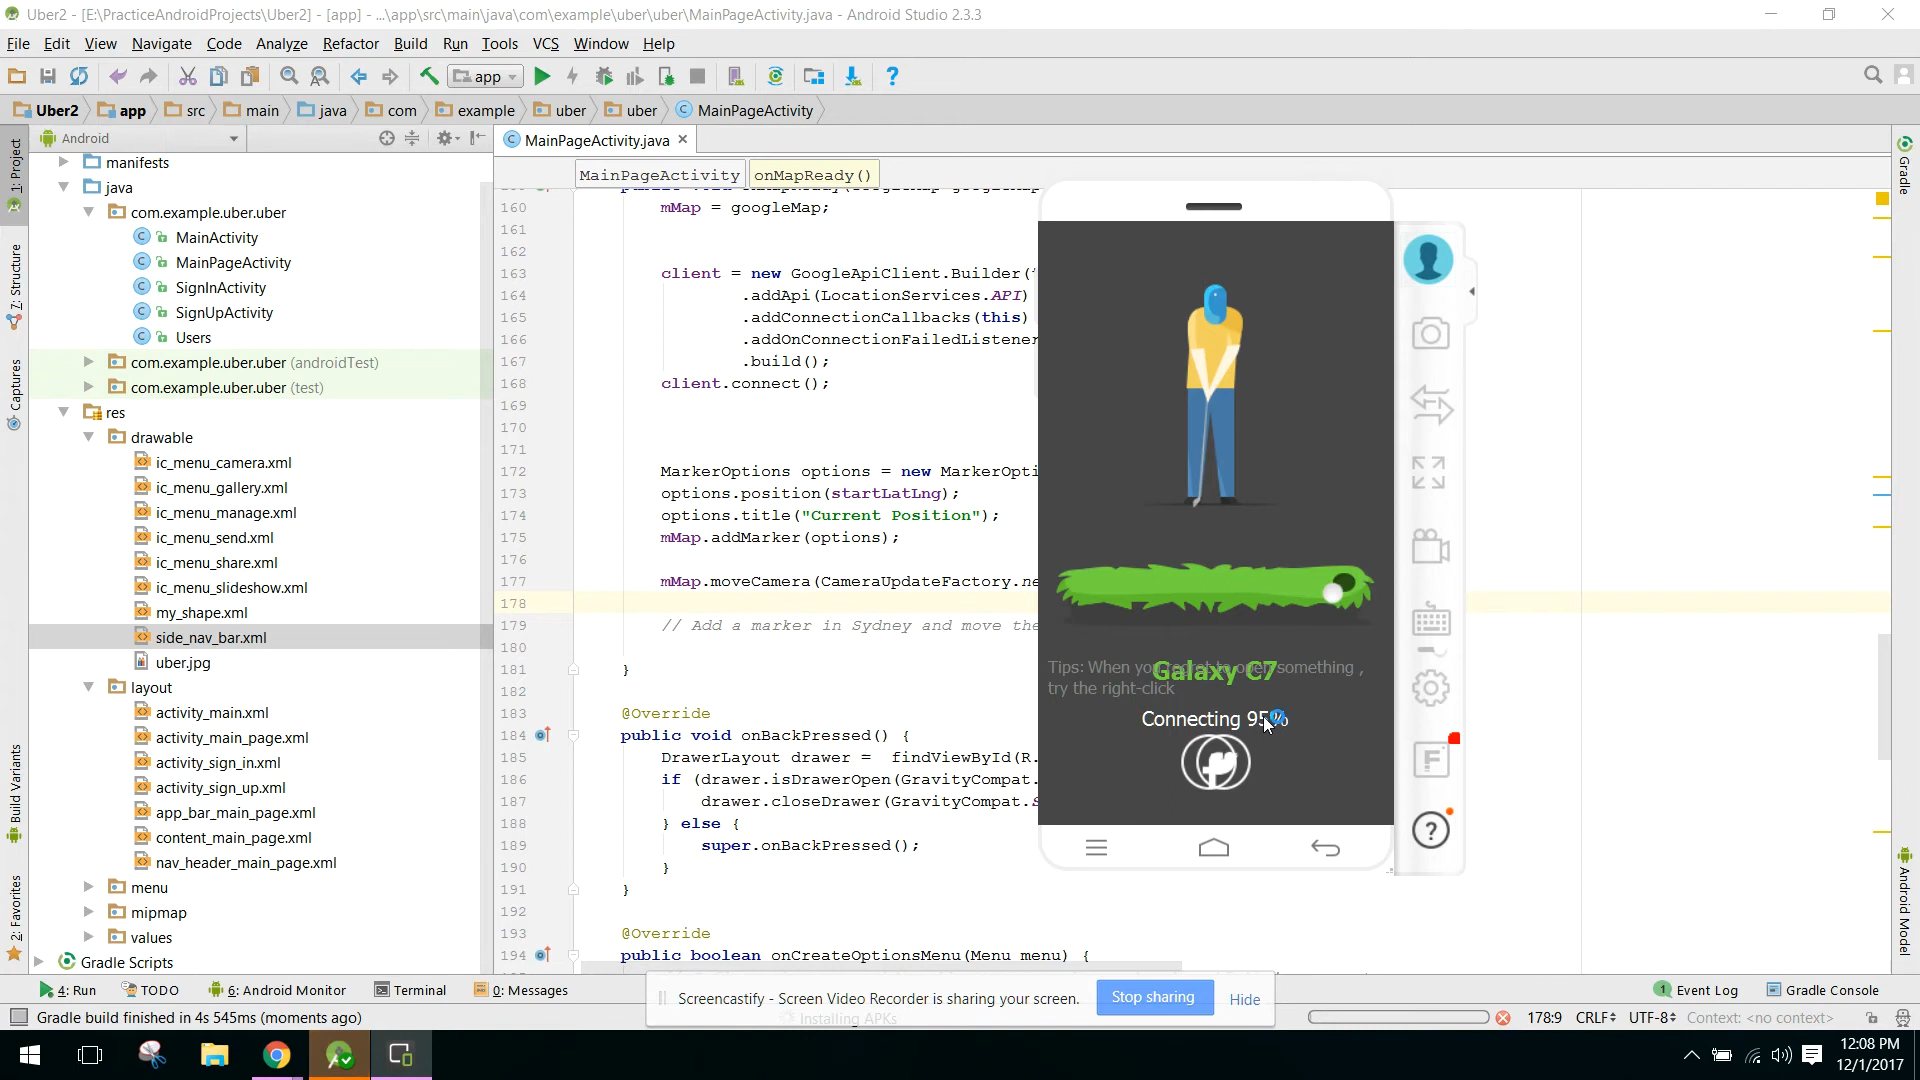 Uber2 - [E:\PracticeAndroidProjects\Uber2] - [app] - ...\app\src\main\java\com\example\uber\uber\MainPageActivity.java - Android Studio 2.3.3
File Edit View Navigate Code Analyze Refactor Build Run Tools VCS Window Help
app
Uber2 app src main java com example uber uber MainPageActivity
Android
MainPageActivity.java
MainPageActivity onMapReady()
1: Project
7: Structure
Captures
Build Variants
2: Favorites
manifests
java
com.example.uber.uber
MainActivity
MainPageActivity
SignInActivity
SignUpActivity
Users
com.example.uber.uber (androidTest)
com.example.uber.uber (test)
res
drawable
ic_menu_camera.xml
ic_menu_gallery.xml
ic_menu_manage.xml
ic_menu_send.xml
ic_menu_share.xml
ic_menu_slideshow.xml
my_shape.xml
side_nav_bar.xml
uber.jpg
layout
activity_main.xml
activity_main_page.xml
activity_sign_in.xml
activity_sign_up.xml
app_bar_main_page.xml
content_main_page.xml
nav_header_main_page.xml
menu
mipmap
values
Gradle Scripts
160 mMap = googleMap;
161
162
163 client = new GoogleApiClient.Builder(
164 .addApi(LocationServices.API)
165 .addConnectionCallbacks(this)
166 .addOnConnectionFailedListener
167 .build();
168 client.connect();
169
170
171
172 MarkerOptions options = new MarkerOpti
173 options.position(startLatLng);
174 options.title("Current Position");
175 mMap.addMarker(options);
176
177 mMap.moveCamera(CameraUpdateFactory.ne
178
179 // Add a marker in Sydney and move the
180
181 }
182
183 @Override
184 public void onBackPressed() {
185 DrawerLayout drawer = findViewById(R.
186 if (drawer.isDrawerOpen(GravityCompat.
187 drawer.closeDrawer(GravityCompat.S
188 } else {
189 super.onBackPressed();
190 }
191 }
192
193 @Override
194 public boolean onCreateOptionsMenu(Menu menu) {
Tips: When you regret to open something ,
try the right-click
Galaxy C7
Connecting 95%
F
?
Gradle
Android Model
4: Run TODO 6: Android Monitor Terminal 0: Messages
Screencastify - Screen Video Recorder is sharing your screen. Stop sharing Hide
1 Event Log Gradle Console
Gradle build finished in 4s 545ms (moments ago)
Installing APKs
178:9 CRLF UTF-8 Context: <no context>
12:08 PM
12/1/2017